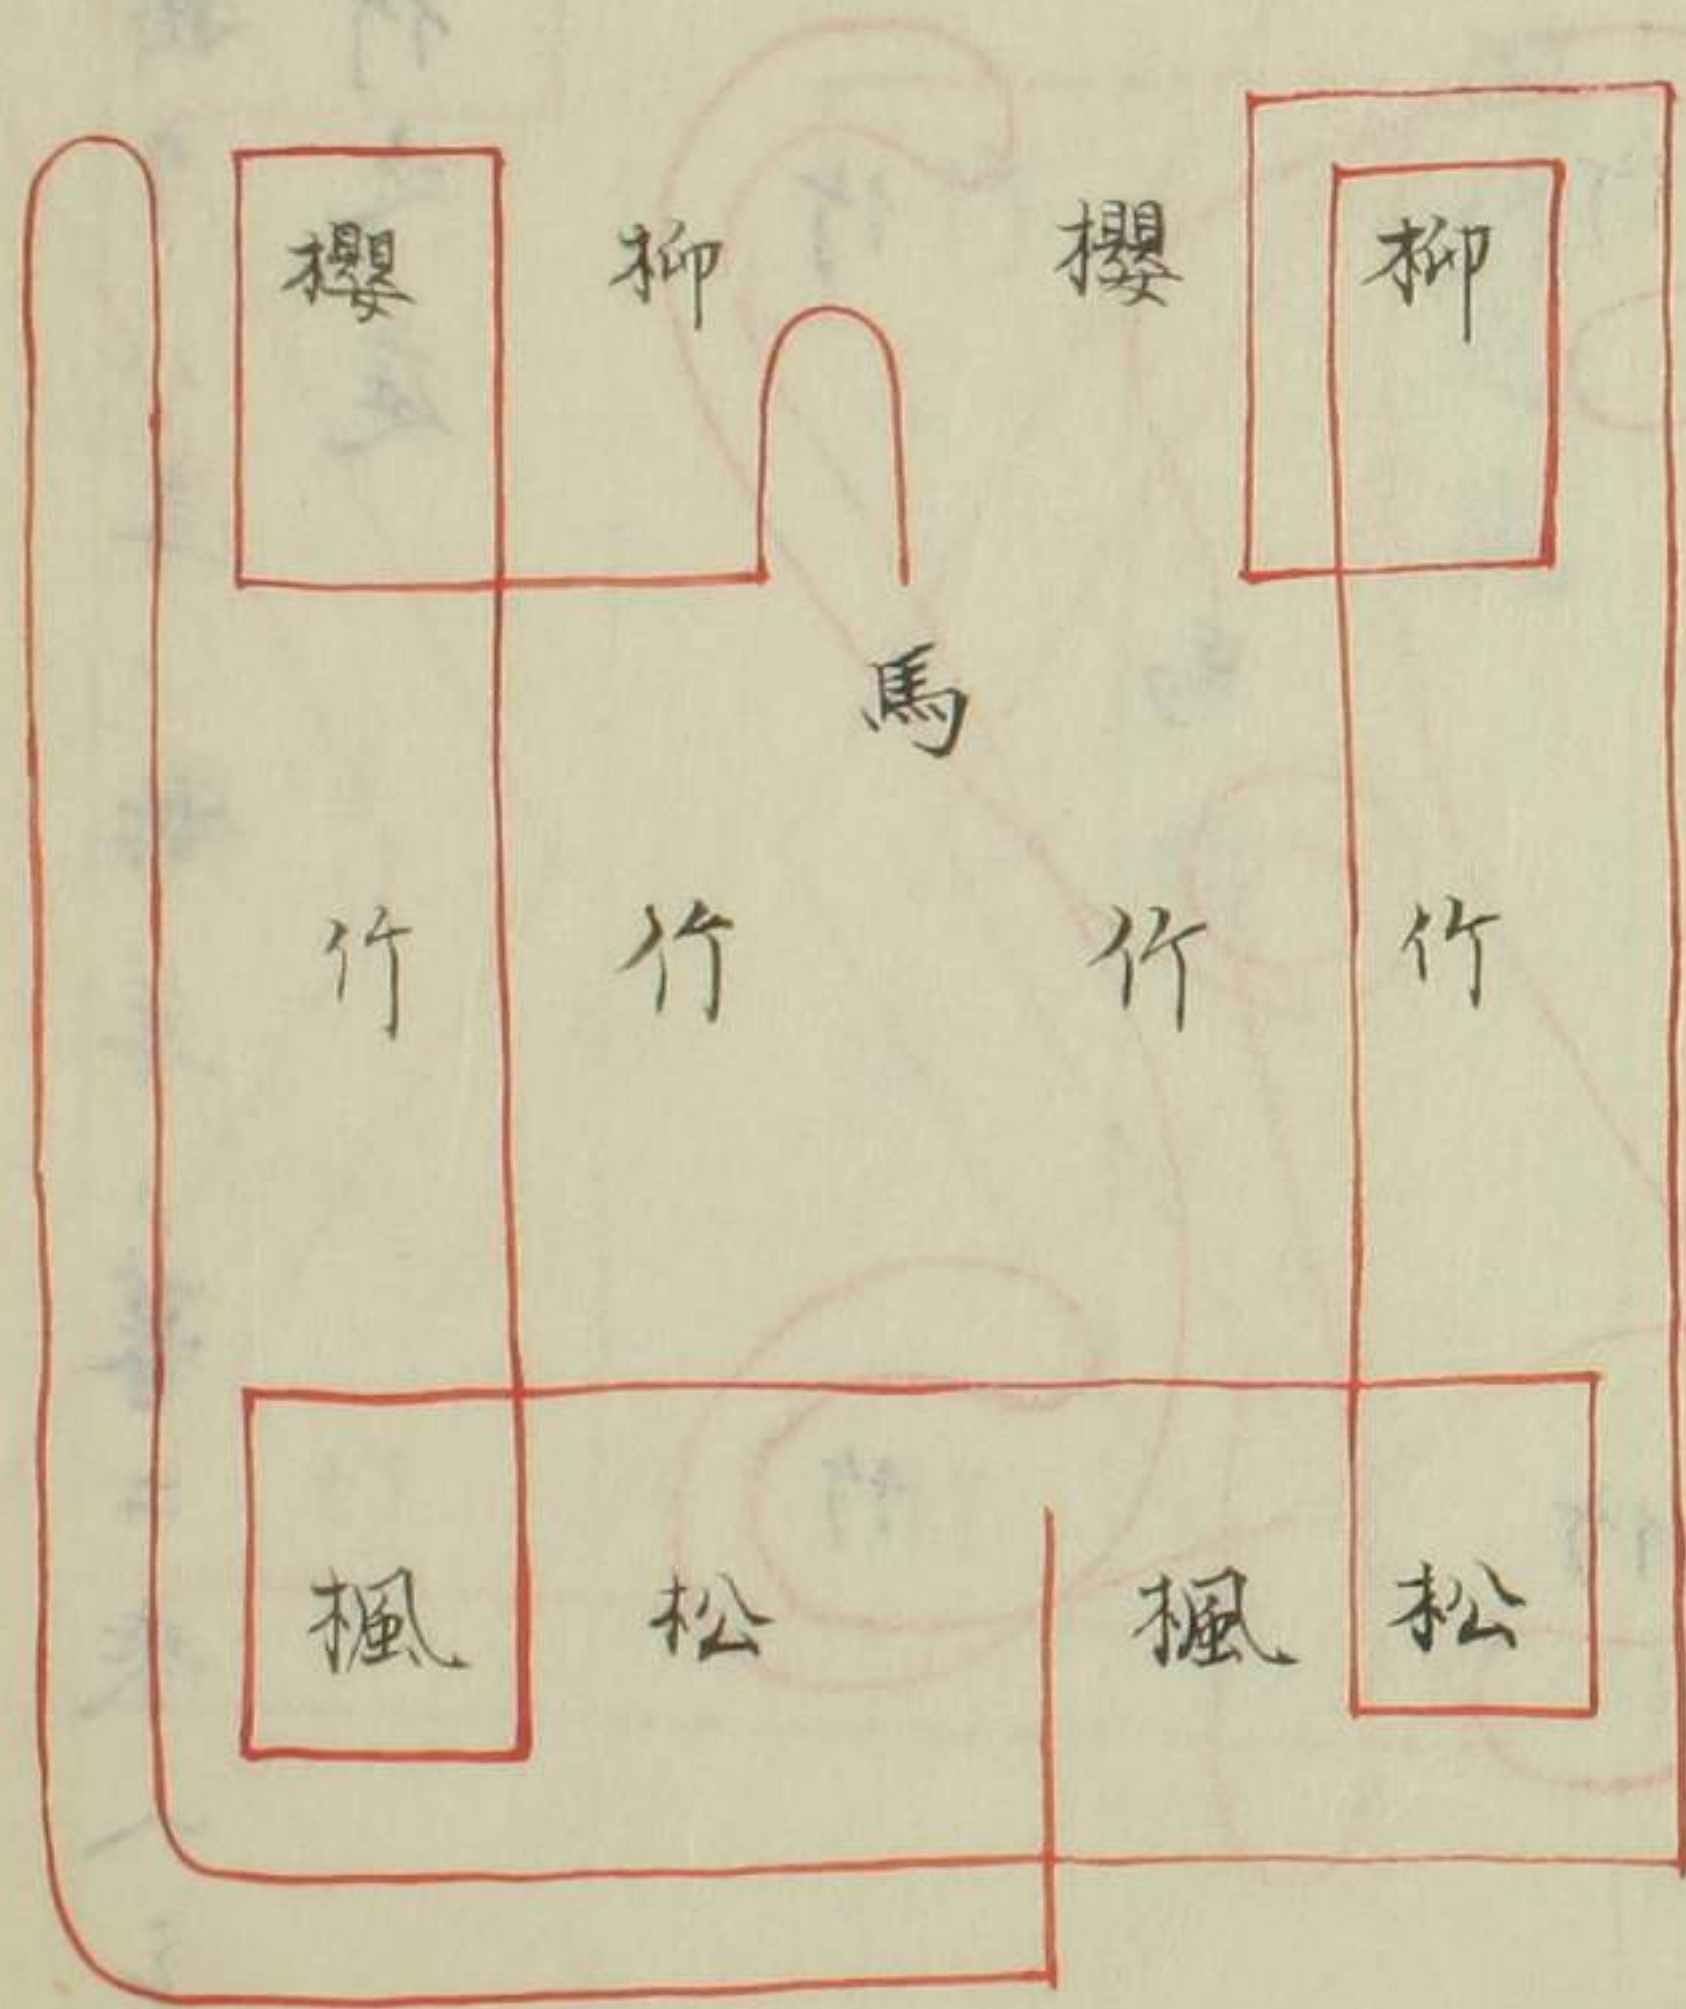 櫻 柳 櫻 柳
馬
竹 竹 竹 竹
楓 松 楓 松